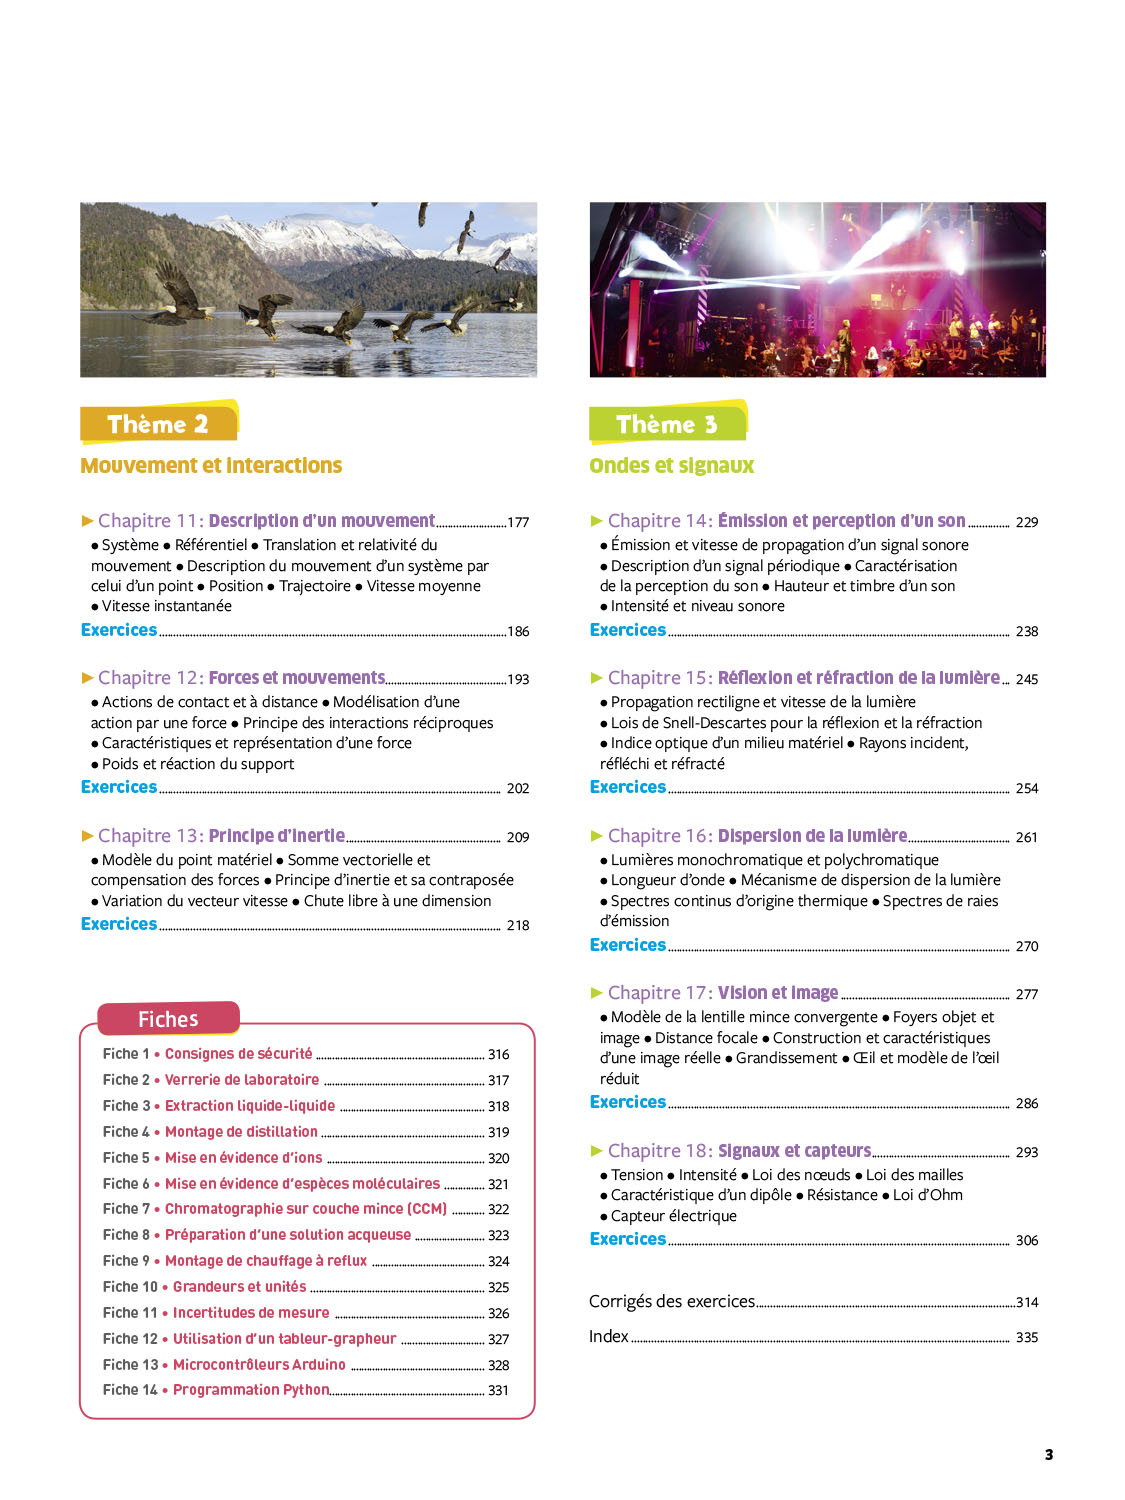 Thème 2
Mouvement et interactions
► Chapitre 11 : Description d'un mouvement.........................177
● Système ● Référentiel ● Translation et relativité du
mouvement ● Description du mouvement d'un système par
celui d'un point ● Position ● Trajectoire ● Vitesse moyenne
● Vitesse instantanée
Exercices.........................186
► Chapitre 12 : Forces et mouvements.........................193
● Actions de contact et à distance ● Modélisation d'une
action par une force ● Principe des interactions réciproques
● Caractéristiques et représentation d'une force
● Poids et réaction du support
Exercices......................... 202
► Chapitre 13 : Principe d'inertie......................... 209
● Modèle du point matériel ● Somme vectorielle et
compensation des forces ● Principe d'inertie et sa contraposée
● Variation du vecteur vitesse ● Chute libre à une dimension
Exercices......................... 218
Fiches
Fiche 1 • Consignes de sécurité ......................... 316
Fiche 2 • Verrerie de laboratoire ......................... 317
Fiche 3 • Extraction liquide-liquide ......................... 318
Fiche 4 • Montage de distillation ......................... 319
Fiche 5 • Mise en évidence d'ions ......................... 320
Fiche 6 • Mise en évidence d'espèces moléculaires .............. 321
Fiche 7 • Chromatographie sur couche mince (CCM) ........... 322
Fiche 8 • Préparation d'une solution acqueuse ......................... 323
Fiche 9 • Montage de chauffage à reflux ......................... 324
Fiche 10 • Grandeurs et unités ......................... 325
Fiche 11 • Incertitudes de mesure ......................... 326
Fiche 12 • Utilisation d'un tableur-grapheur ......................... 327
Fiche 13 • Microcontrôleurs Arduino ......................... 328
Fiche 14 • Programmation Python......................... 331
Thème 3
Ondes et signaux
► Chapitre 14 : Émission et perception d'un son ............... 229
● Émission et vitesse de propagation d'un signal sonore
● Description d'un signal périodique ● Caractérisation
de la perception du son ● Hauteur et timbre d'un son
● Intensité et niveau sonore
Exercices......................... 238
► Chapitre 15 : Réflexion et réfraction de la lumière ... 245
● Propagation rectiligne et vitesse de la lumière
● Lois de Snell-Descartes pour la réflexion et la réfraction
● Indice optique d'un milieu matériel ● Rayons incident,
réfléchi et réfracté
Exercices......................... 254
► Chapitre 16 : Dispersion de la lumière......................... 261
● Lumières monochromatique et polychromatique
● Longueur d'onde ● Mécanisme de dispersion de la lumière
● Spectres continus d'origine thermique ● Spectres de raies
d'émission
Exercices......................... 270
► Chapitre 17 : Vision et image ......................... 277
● Modèle de la lentille mince convergente ● Foyers objet et
image ● Distance focale ● Construction et caractéristiques
d'une image réelle ● Grandissement ● Œil et modèle de l'œil
réduit
Exercices......................... 286
► Chapitre 18 : Signaux et capteurs......................... 293
● Tension ● Intensité ● Loi des nœuds ● Loi des mailles
● Caractéristique d'un dipôle ● Résistance ● Loi d'Ohm
● Capteur électrique
Exercices......................... 306
Corrigés des exercices.........................314
Index ......................... 335
3